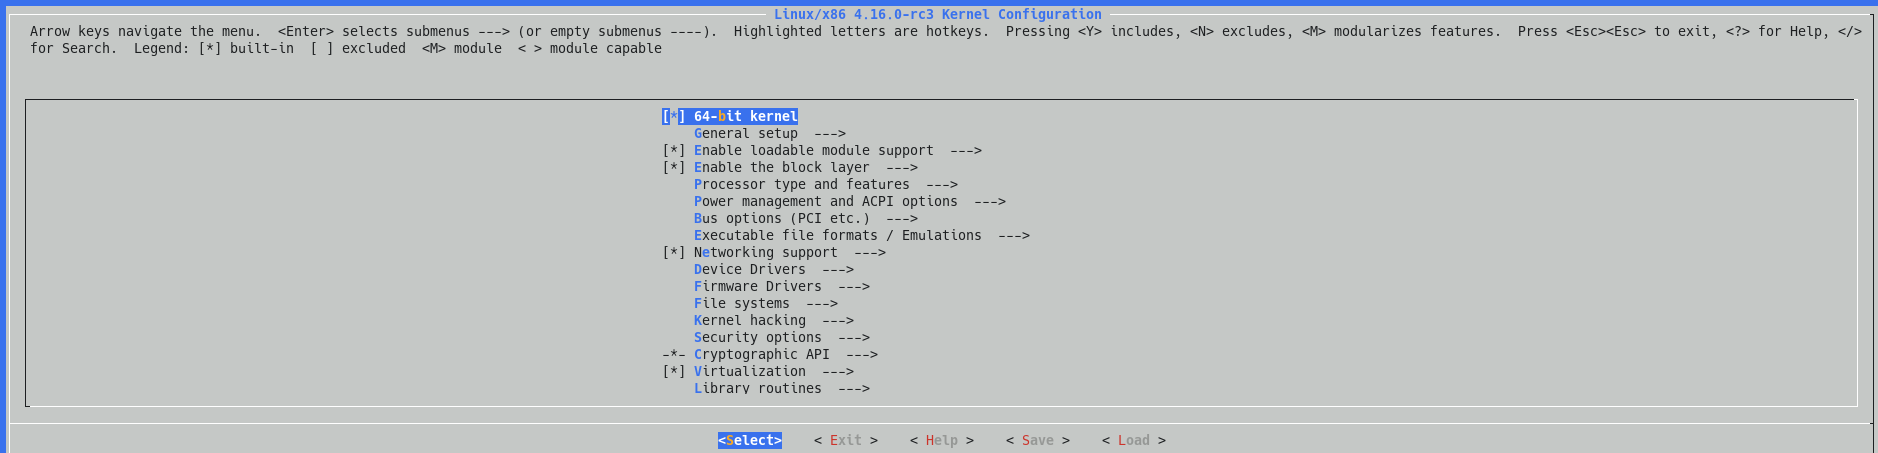 Linux/x86 4.16.0-rc3 Kernel Configuration
Arrow keys navigate the menu.  <Enter> selects submenus ---> (or empty submenus ----).  Highlighted letters are hotkeys.  Pressing <Y> includes, <N> excludes, <M> modularizes features.  Press <Esc><Esc> to exit, <?> for Help, </>
for Search.  Legend: [*] built-in  [ ] excluded  <M> module  < > module capable
[*] 64-bit kernel
General setup  --->
[*] Enable loadable module support  --->
[*] Enable the block layer  --->
Processor type and features  --->
Power management and ACPI options  --->
Bus options (PCI etc.)  --->
Executable file formats / Emulations  --->
[*] Networking support  --->
Device Drivers  --->
Firmware Drivers  --->
File systems  --->
Kernel hacking  --->
Security options  --->
-*- Cryptographic API  --->
[*] Virtualization  --->
Library routines  --->
<Select>    < Exit >    < Help >    < Save >    < Load >